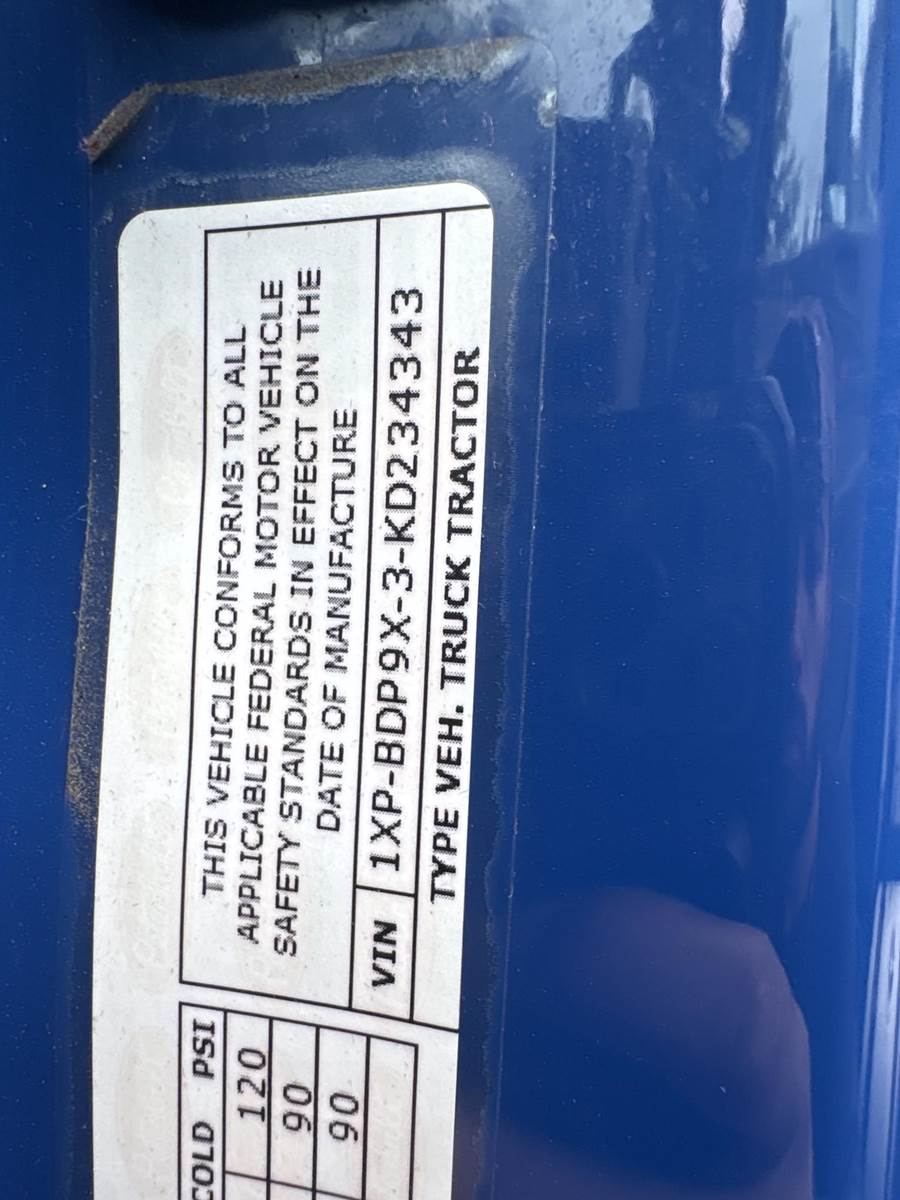 COLD PSI
120
90
90
THIS VEHICLE CONFORMS TO ALL
APPLICABLE FEDERAL MOTOR VEHICLE
SAFETY STANDARDS IN EFFECT ON THE
DATE OF MANUFACTURE
VIN 1XP-BDP9X-3-KD234343
TYPE VEH. TRUCK TRACTOR